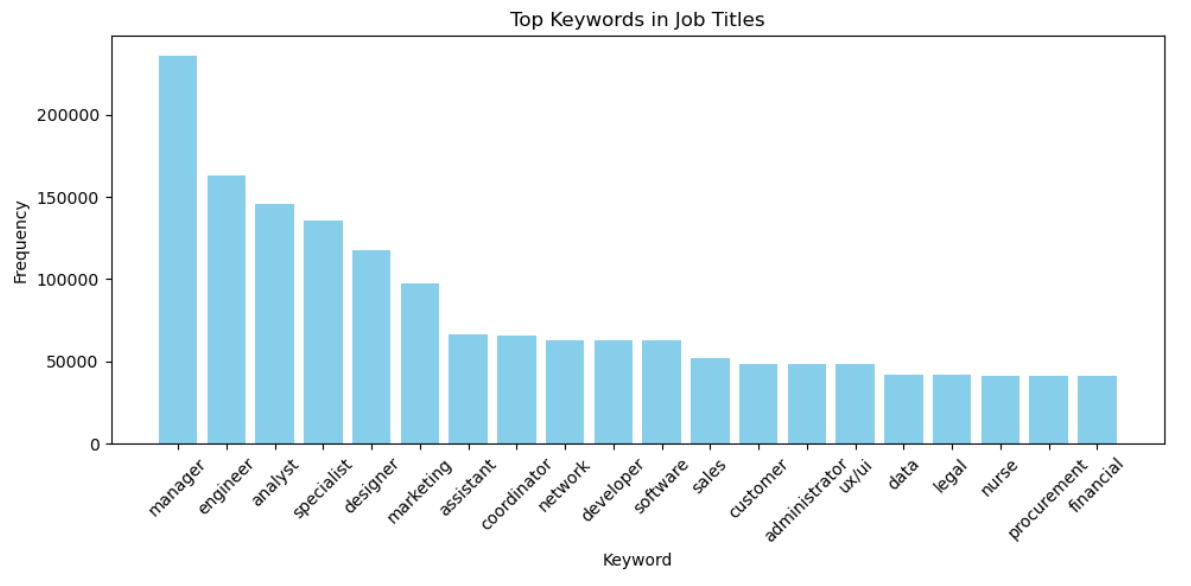 Top Keywords in Job Titles
Frequency
200000
150000
100000
50000
0
manager
engineer
analyst
specialist
designer
marketing
assistant
coordinator
network
developer
software
sales
customer
administrator
ux/ui
data
legal
nurse
procurement
financial
Keyword